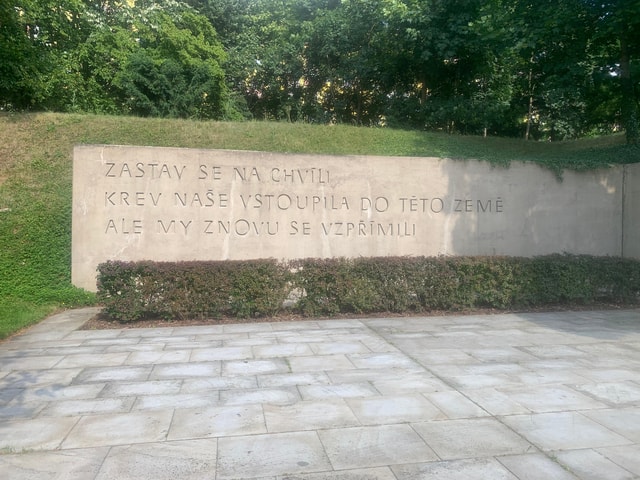 ZASTAV SE NA CHVÍLI
KREV NAŠE VSTOUPILA DO TÉTO ZEMĚ
ALE MY ZNOVU SE VZPŘÍMILI